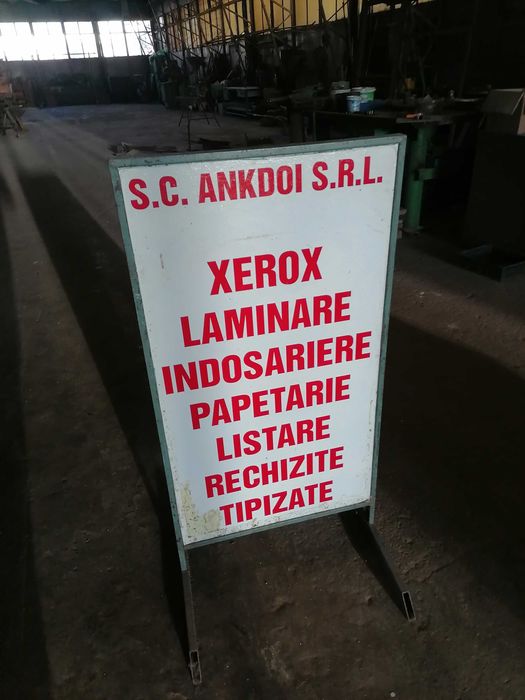 S.C. ANKDOI S.R.L.
XEROX
LAMINARE
INDOSARIERE
PAPETARIE
LISTARE
RECHIZITE
TIPIZATE